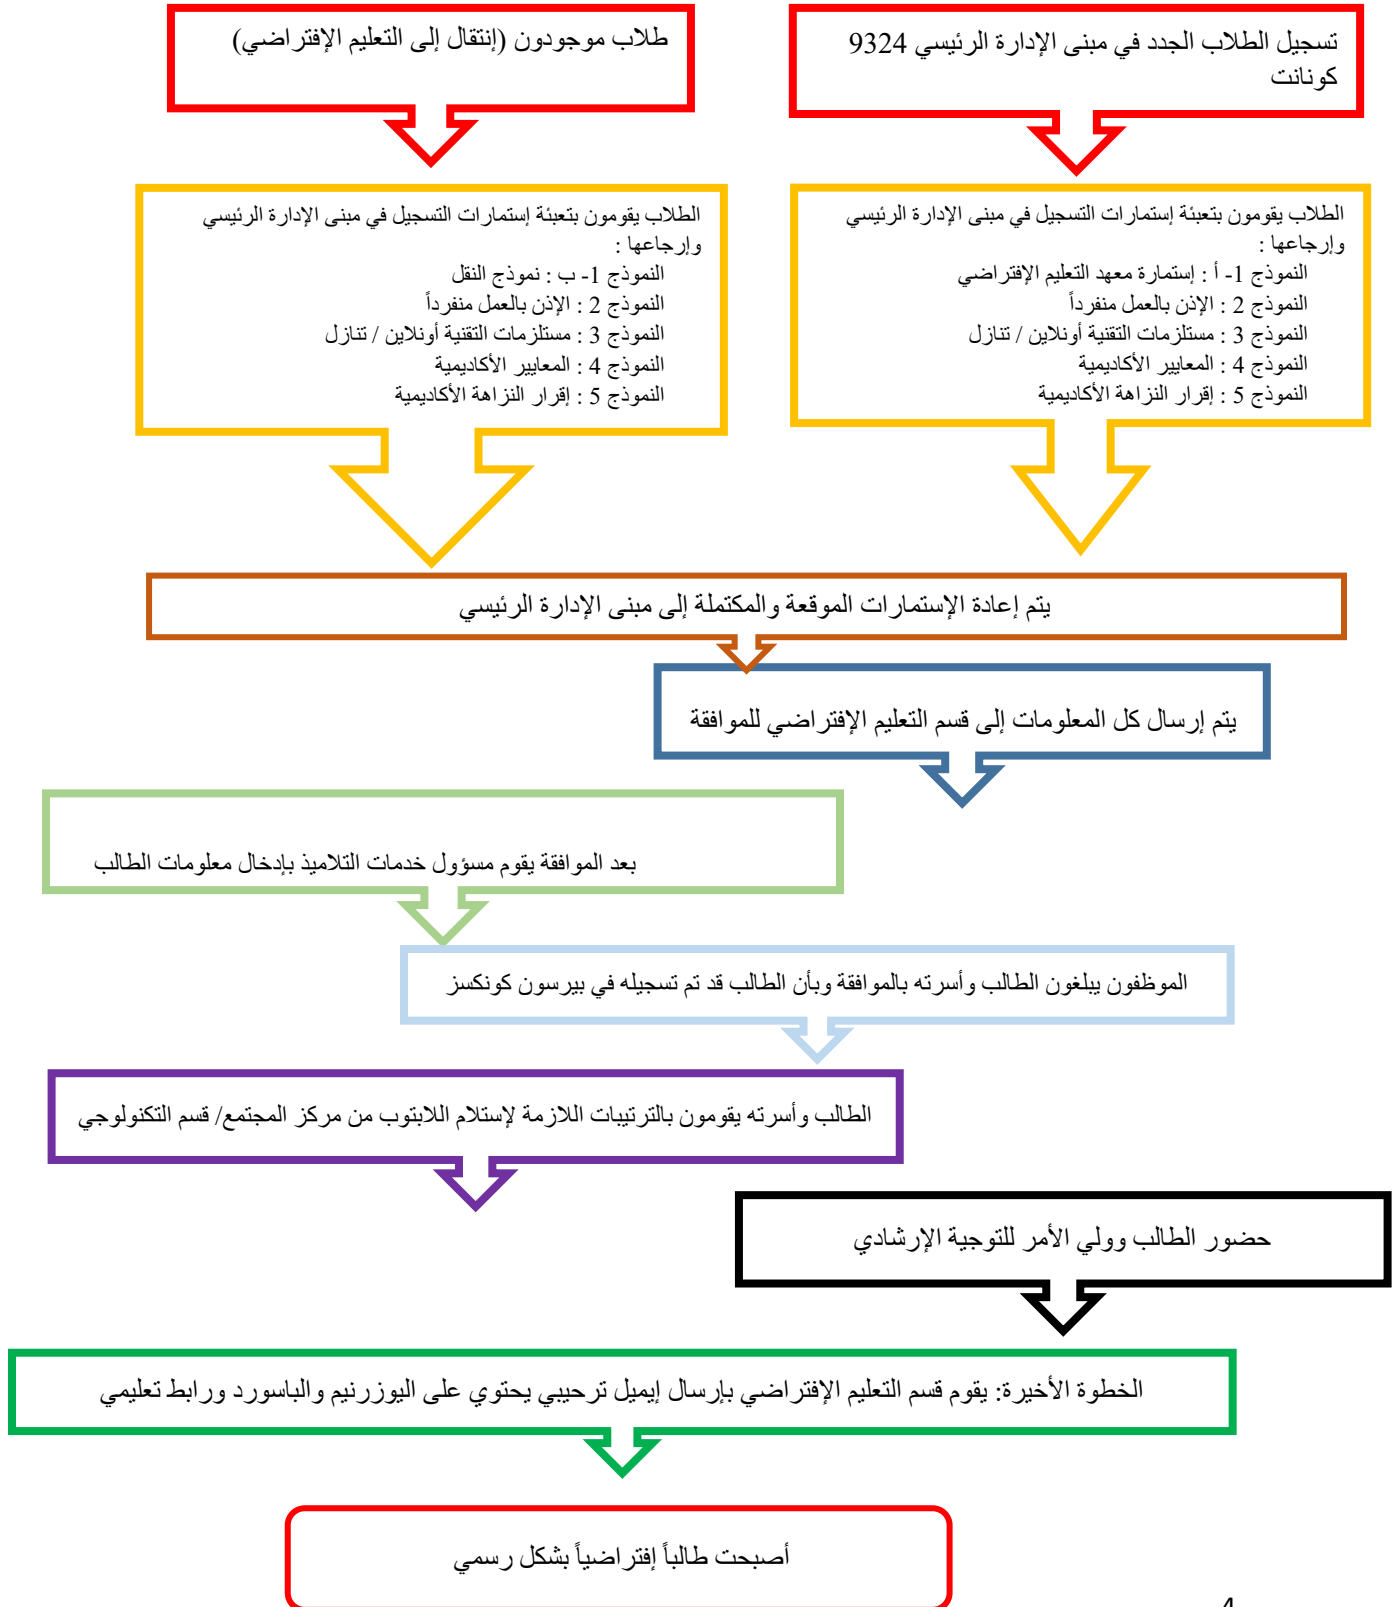 تسجيل الطلاب الجدد في مبنى الإدارة الرئيسي 9324
كونانت
طلاب موجودون (إنتقال إلى التعليم الإفتراضي)
الطلاب يقومون بتعبئة إستمارات التسجيل في مبنى الإدارة الرئيسي
وإرجاعها :
النموذج 1- أ : إستمارة معهد التعليم الإفتراضي
النموذج 2 : الإذن بالعمل منفرداً
النموذج 3 : مستلزمات التقنية أونلاين / تنازل
النموذج 4 : المعايير الأكاديمية
النموذج 5 : إقرار النزاهة الأكاديمية
الطلاب يقومون بتعبئة إستمارات التسجيل في مبنى الإدارة الرئيسي
وإرجاعها :
النموذج 1- ب : نموذج النقل
النموذج 2 : الإذن بالعمل منفرداً
النموذج 3 : مستلزمات التقنية أونلاين / تنازل
النموذج 4 : المعايير الأكاديمية
النموذج 5 : إقرار النزاهة الأكاديمية
يتم إعادة الإستمارات الموقعة والمكتملة إلى مبنى الإدارة الرئيسي
يتم إرسال كل المعلومات إلى قسم التعليم الإفتراضي للموافقة
بعد الموافقة يقوم مسؤول خدمات التلاميذ بإدخال معلومات الطالب
الموظفون يبلغون الطالب وأسرته بالموافقة وبأن الطالب قد تم تسجيله في بيرسون كونكسز
الطالب وأسرته يقومون بالترتيبات اللازمة لإستلام اللابتوب من مركز المجتمع/ قسم التكنولوجي
حضور الطالب وولي الأمر للتوجية الإرشادي
الخطوة الأخيرة: يقوم قسم التعليم الإفتراضي بإرسال إيميل ترحيبي يحتوي على اليوزرنيم والباسورد ورابط تعليمي
أصبحت طالباً إفتراضياً بشكل رسمي